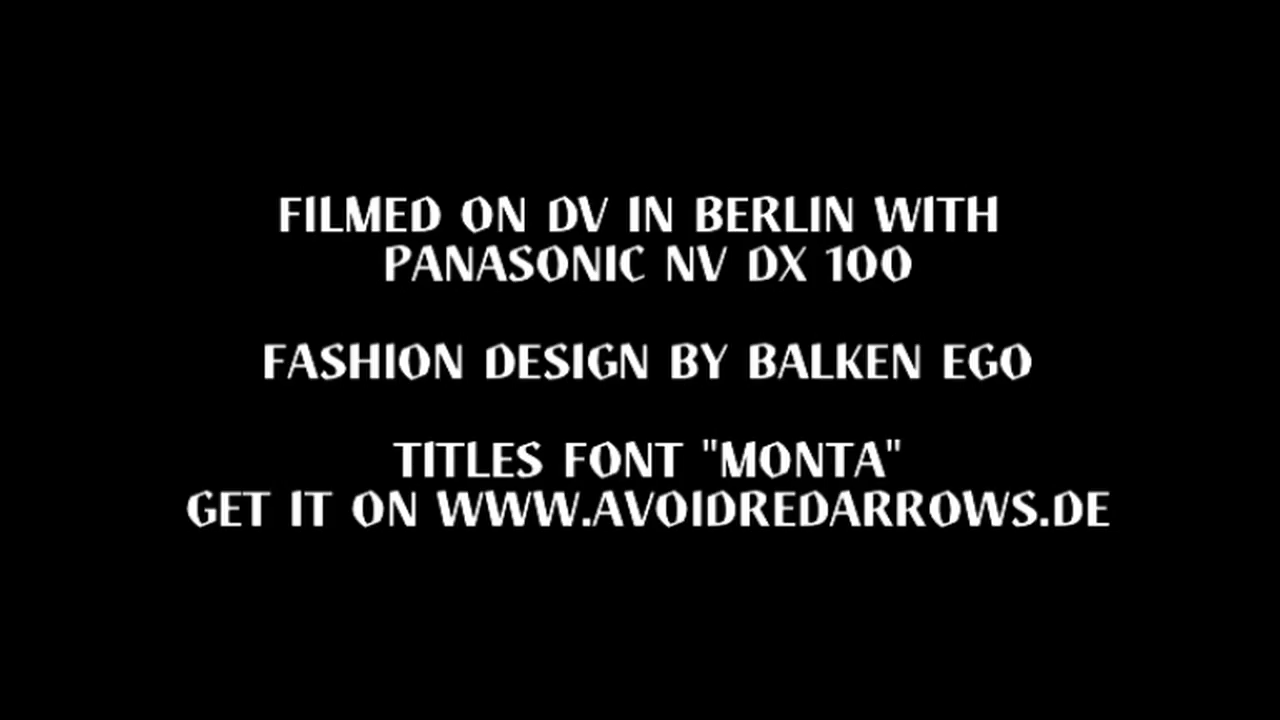 FILMED ON DV IN BERLIN WITH
PANASONIC NV DX 100
FASHION DESIGN BY BALKEN EGO
TITLES FONT "MONTA"
GET IT ON WWW.AVOIDREDARROWS.DE